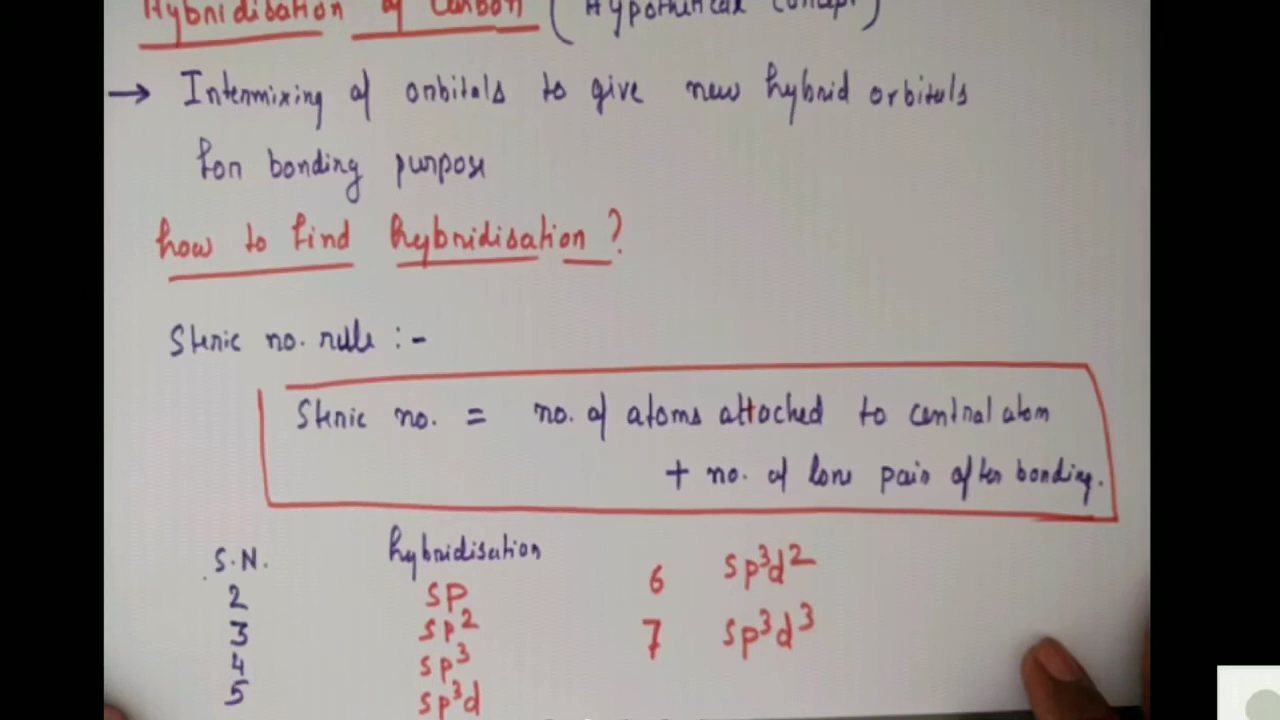 Hybridisation of Carbon (Hypothetical Concept)
→ Intermixing of orbitals to give new hybrid orbitals
for bonding purpose
how to find hybridisation ?
Steric no. rule :-
Steric no. = no. of atoms attached to central atom
+ no. of lone pair after bonding.
S.N. hybridisation
2 sp
3 sp²
4 sp³
5 sp³d
6 sp³d²
7 sp³d³